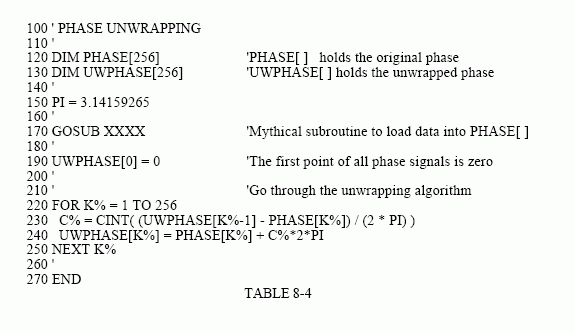 100 ' PHASE UNWRAPPING
110 '
120 DIM PHASE[256] 'PHASE[ ] holds the original phase
130 DIM UWPHASE[256] 'UWPHASE[ ] holds the unwrapped phase
140 '
150 PI = 3.14159265
160 '
170 GOSUB XXXX 'Mythical subroutine to load data into PHASE[ ]
180 '
190 UWPHASE[0] = 0 'The first point of all phase signals is zero
200 '
210 ' 'Go through the unwrapping algorithm
220 FOR K% = 1 TO 256
230 C% = CINT( (UWPHASE[K%-1] - PHASE[K%]) / (2 * PI) )
240 UWPHASE[K%] = PHASE[K%] + C%*2*PI
250 NEXT K%
260 '
270 END
TABLE 8-4